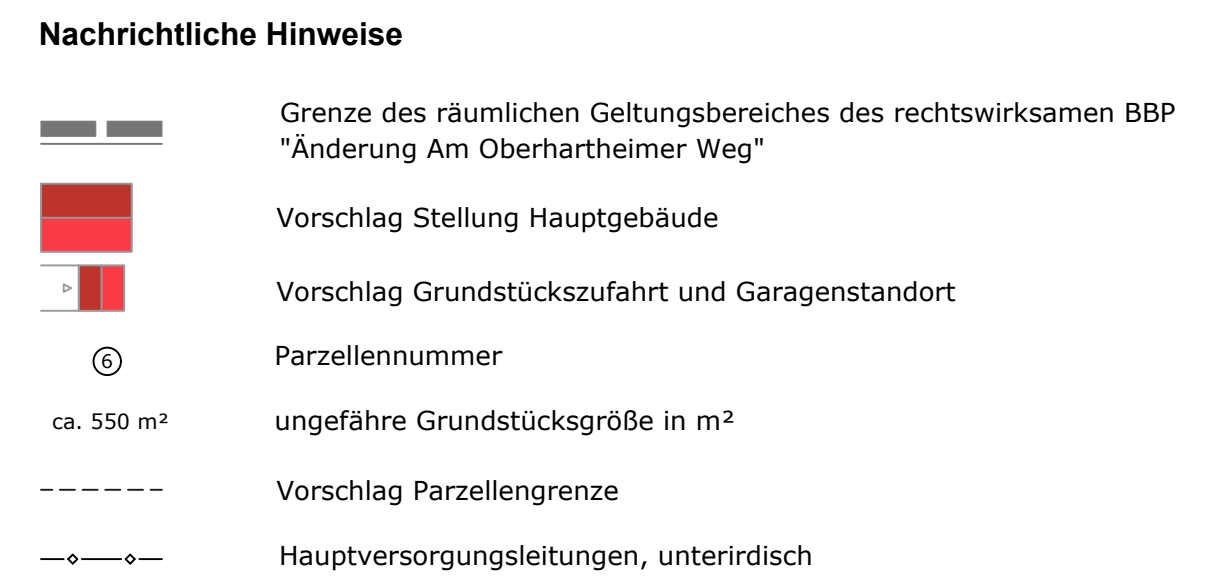 Nachrichtliche Hinweise
Grenze des räumlichen Geltungsbereiches des rechtswirksamen BBP
"Änderung Am Oberhartheimer Weg"
Vorschlag Stellung Hauptgebäude
Vorschlag Grundstückszufahrt und Garagenstandort
6 Parzellennummer
ca. 550 m² ungefähre Grundstücksgröße in m²
Vorschlag Parzellengrenze
Hauptversorgungsleitungen, unterirdisch